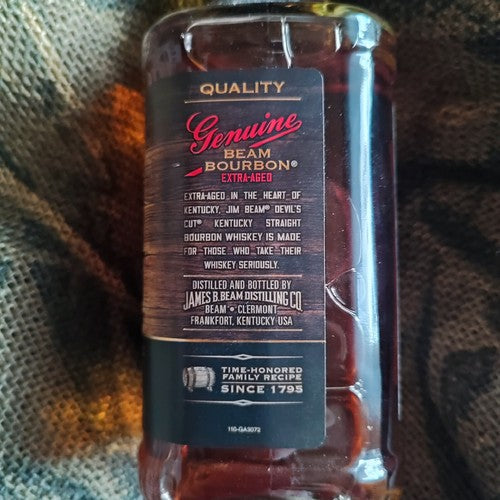 QUALITY
Genuine
BEAM
BOURBON®
EXTRA-AGED
EXTRA-AGED IN THE HEART OF
KENTUCKY, JIM BEAM® DEVIL'S
CUT® KENTUCKY STRAIGHT
BOURBON WHISKEY IS MADE
FOR THOSE WHO TAKE THEIR
WHISKEY SERIOUSLY.
DISTILLED AND BOTTLED BY
JAMES B. BEAM DISTILLING CO.
BEAM • CLERMONT
FRANKFORT, KENTUCKY USA
TIME-HONORED
FAMILY RECIPE
SINCE 1795
110-GA3073